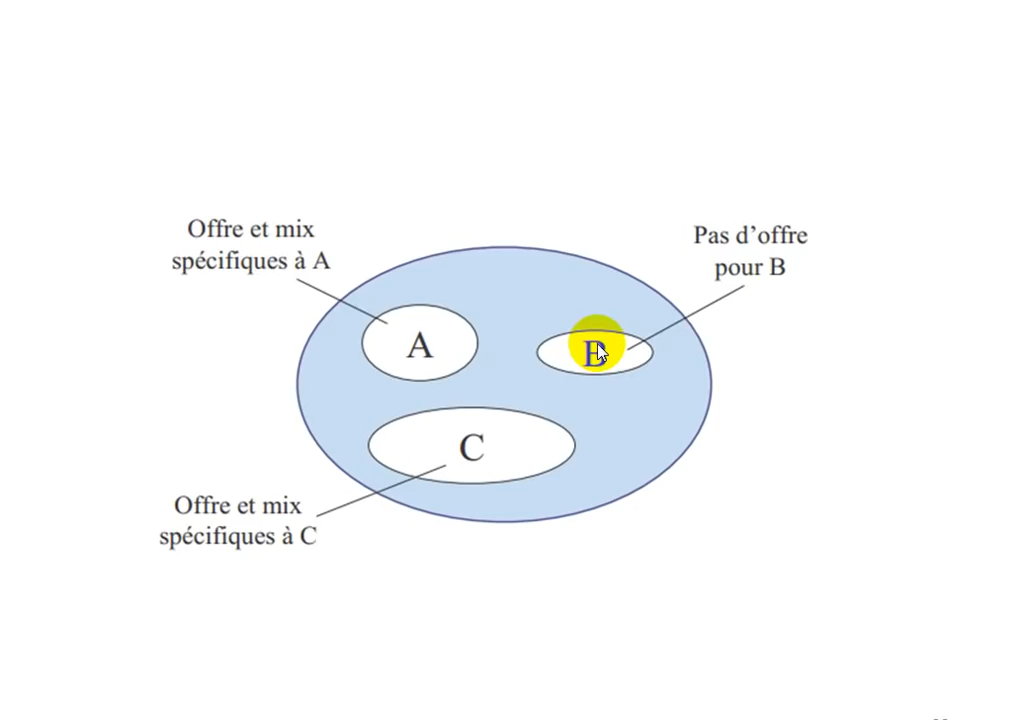 Offre et mix
spécifiques à A
Pas d’offre
pour B
A
B
C
Offre et mix
spécifiques à C